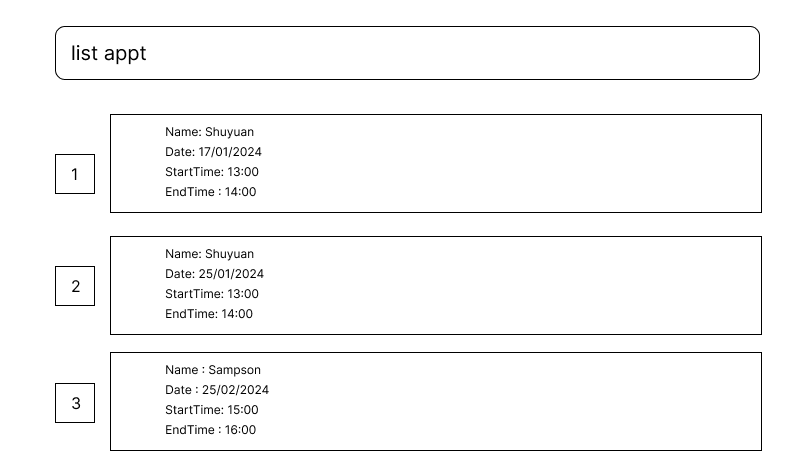 list appt
Name: Shuyuan
Date: 17/01/2024
1
StartTime: 13:00
EndTime : 14:00
Name: Shuyuan
Date: 25/01/2024
2
StartTime: 13:00
EndTime: 14:00
Name : Sampson
Date : 25/02/2024
3
StartTime: 15:00
EndTime : 16:00